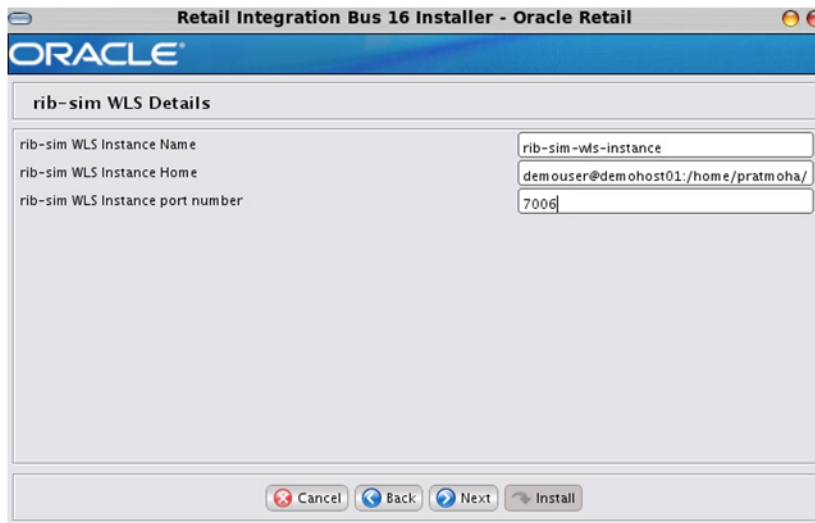 Retail Integration Bus 16 Installer - Oracle Retail
ORACLE
rib-sim WLS Details
rib-sim WLS Instance Name rib-sim-wls-instance
rib-sim WLS Instance Home demouser@demohost01:/home/pratmoha/
rib-sim WLS Instance port number 7006
Cancel Back Next Install